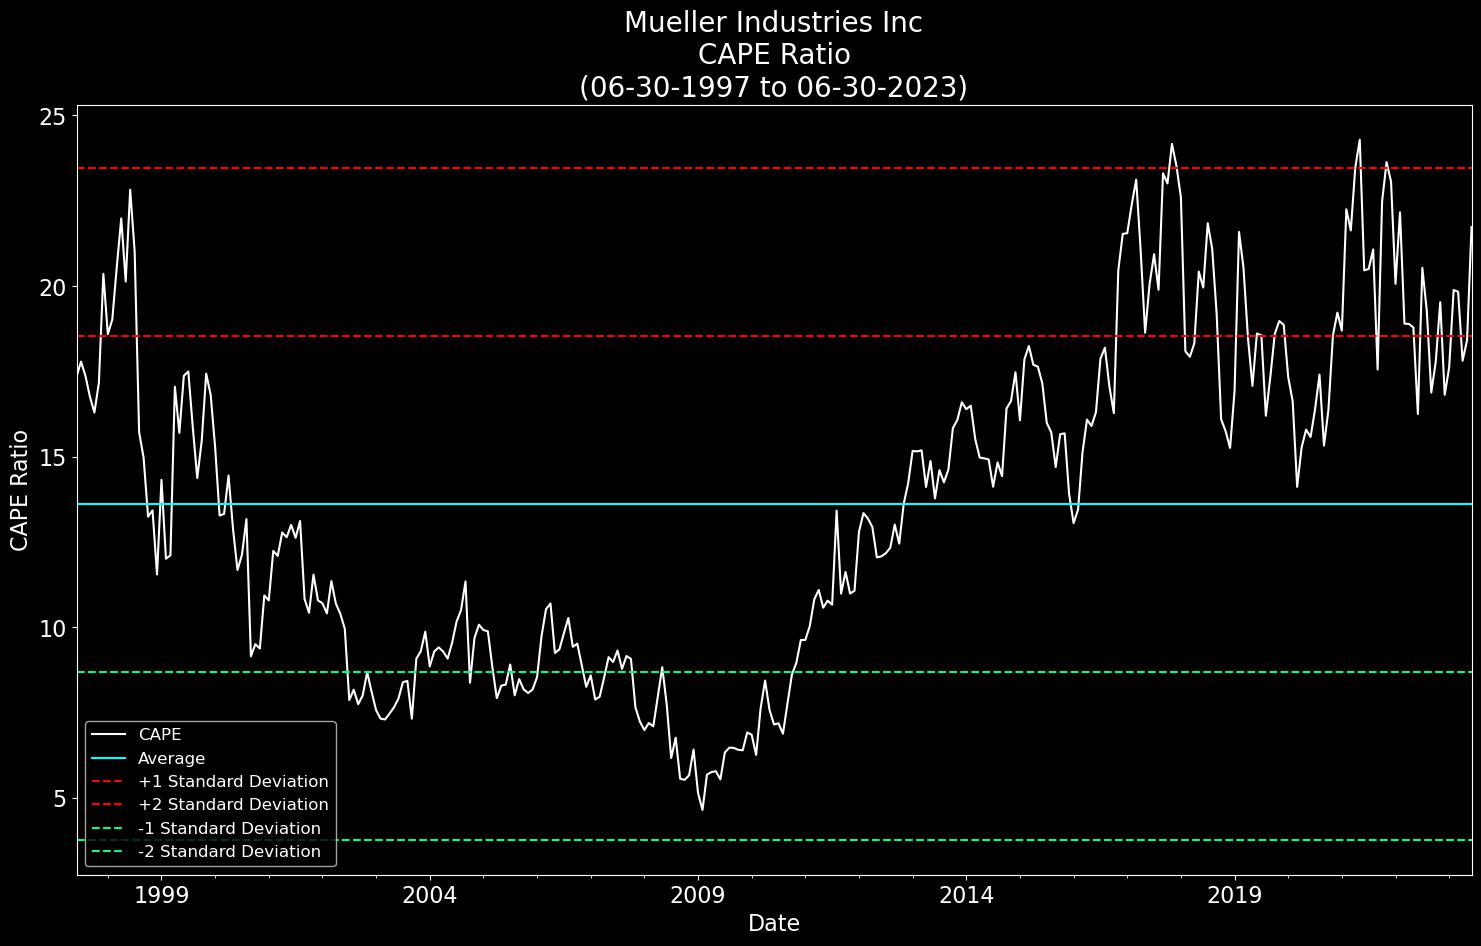 Mueller Industries Inc
CAPE Ratio
(06-30-1997 to 06-30-2023)
25
20
15
10
5
CAPE Ratio
CAPE
Average
+1 Standard Deviation
+2 Standard Deviation
-1 Standard Deviation
-2 Standard Deviation
1999
2004
2009
2014
2019
Date